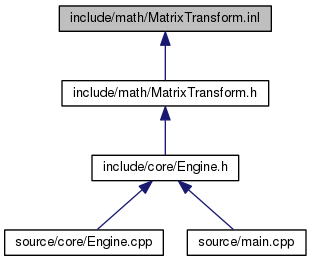 include/math/MatrixTransform.inl
include/math/MatrixTransform.h
include/core/Engine.h
source/core/Engine.cpp
source/main.cpp